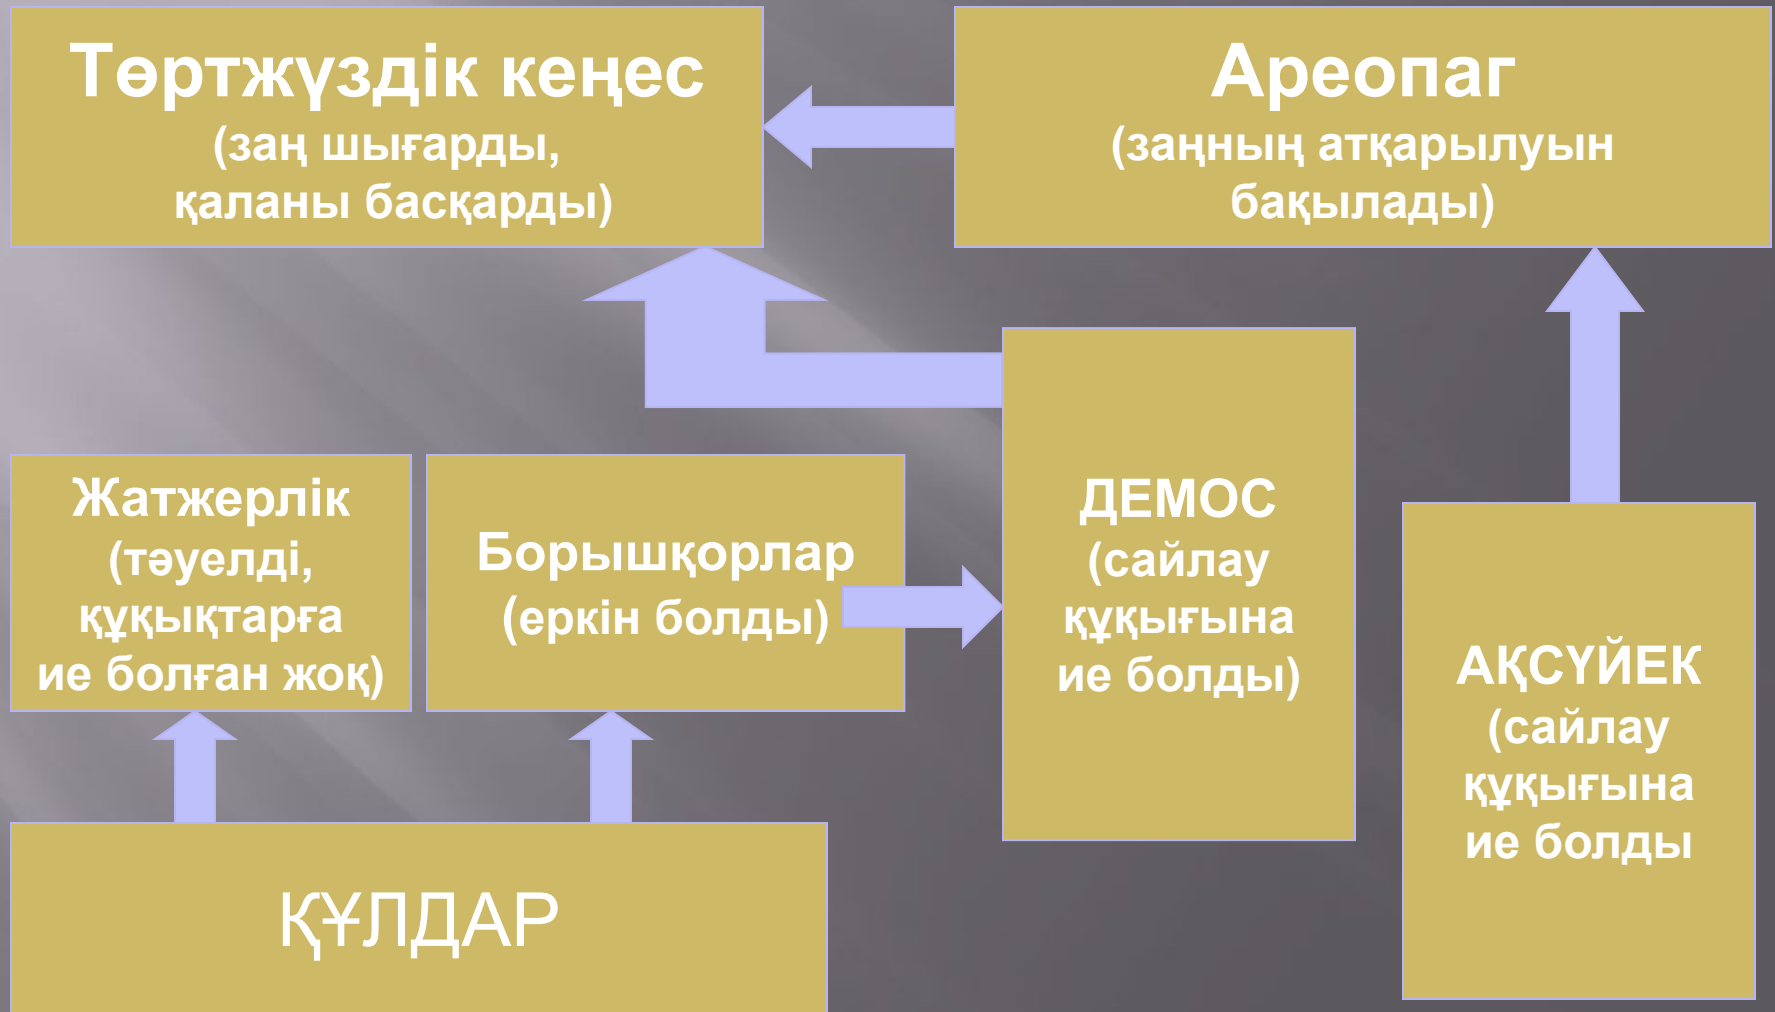 Төртжүздік кеңес
(заң шығарды,
қаланы басқарды)
Ареопаг
(заңның атқарылуын
бақылады)
Жатжерлік
(тәуелді,
құқықтарға
ие болған жоқ)
Борышқорлар
(еркін болды)
ДЕМОС
(сайлау
құқығына
ие болды)
АҚСҮЙЕК
(сайлау
құқығына
ие болды
ҚҰЛДАР